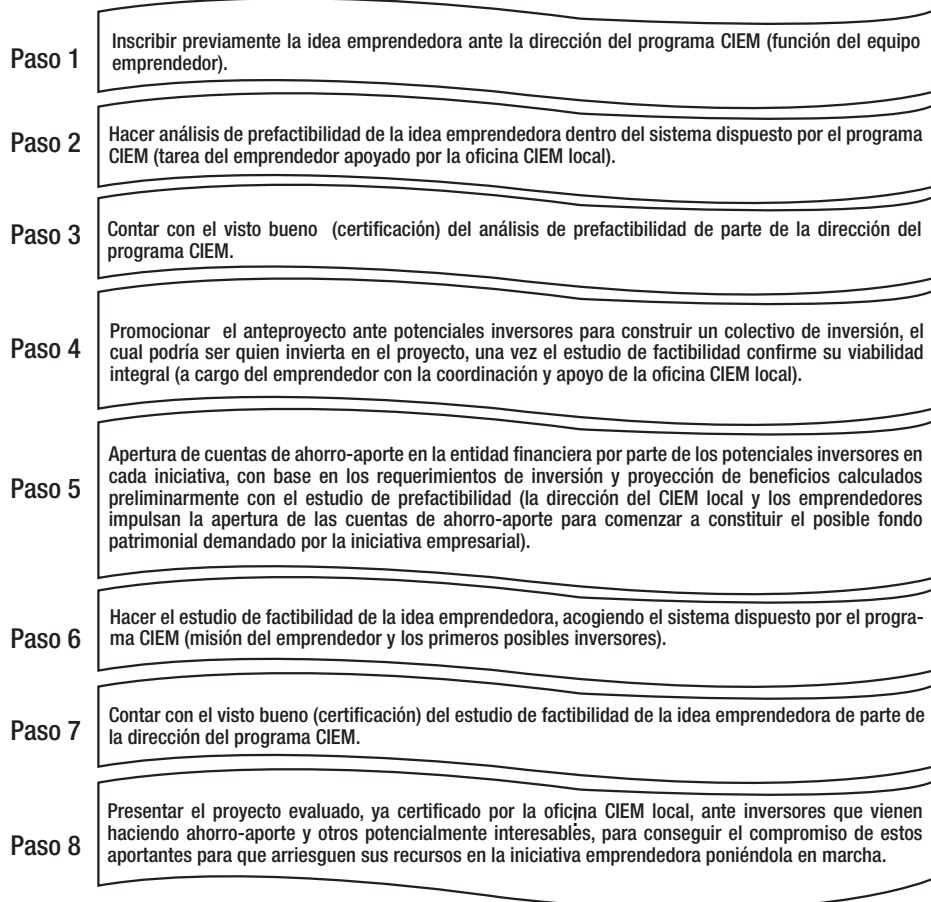 Paso 1
Inscribir previamente la idea emprendedora ante la dirección del programa CIEM (función del equipo
emprendedor).
Paso 2
Hacer análisis de prefactibilidad de la idea emprendedora dentro del sistema dispuesto por el programa
CIEM (tarea del emprendedor apoyado por la oficina CIEM local).
Paso 3
Contar con el visto bueno (certificación) del análisis de prefactibilidad de parte de la dirección del
programa CIEM.
Paso 4
Promocionar el anteproyecto ante potenciales inversores para construir un colectivo de inversión, el
cual podría ser quien invierta en el proyecto, una vez el estudio de factibilidad confirme su viabilidad
integral (a cargo del emprendedor con la coordinación y apoyo de la oficina CIEM local).
Paso 5
Apertura de cuentas de ahorro-aporte en la entidad financiera por parte de los potenciales inversores en
cada iniciativa, con base en los requerimientos de inversión y proyección de beneficios calculados
preliminarmente con el estudio de prefactibilidad (la dirección del CIEM local y los emprendedores
impulsan la apertura de las cuentas de ahorro-aporte para comenzar a constituir el posible fondo
patrimonial demandado por la iniciativa empresarial).
Paso 6
Hacer el estudio de factibilidad de la idea emprendedora, acogiendo el sistema dispuesto por el progra-
ma CIEM (misión del emprendedor y los primeros posibles inversores).
Paso 7
Contar con el visto bueno (certificación) del estudio de factibilidad de la idea emprendedora de parte de
la dirección del programa CIEM.
Paso 8
Presentar el proyecto evaluado, ya certificado por la oficina CIEM local, ante inversores que vienen
haciendo ahorro-aporte y otros potencialmente interesables, para conseguir el compromiso de estos
aportantes para que arriesguen sus recursos en la iniciativa emprendedora poniéndola en marcha.